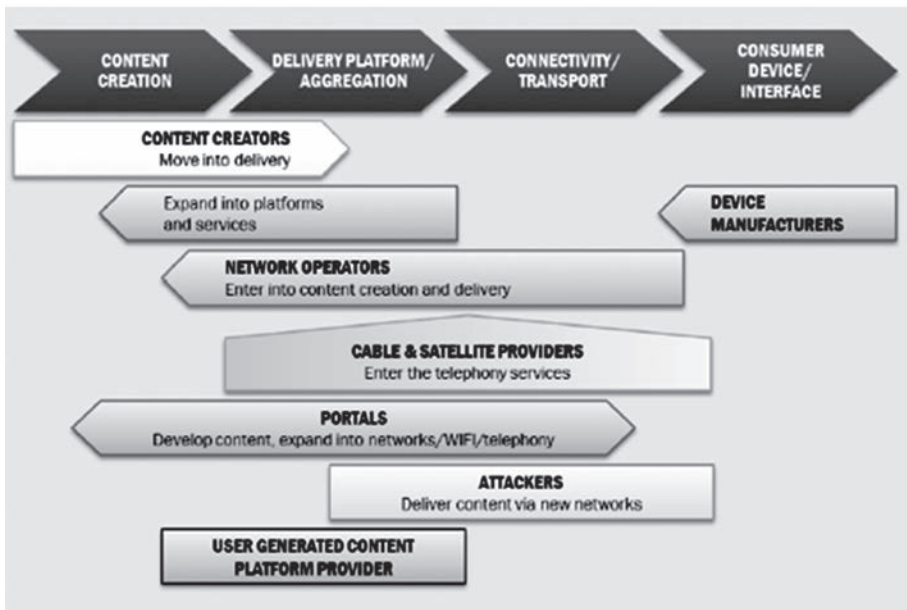 CONTENT
CREATION
DELIVERY PLATFORM/
AGGREGATION
CONNECTIVITY/
TRANSPORT
CONSUMER
DEVICE/
INTERFACE
CONTENT CREATORS
Move into delivery
Expand into platforms
and services
DEVICE
MANUFACTURERS
NETWORK OPERATORS
Enter into content creation and delivery
CABLE & SATELLITE PROVIDERS
Enter the telephony services
PORTALS
Develop content, expand into networks/WIFI/telephony
ATTACKERS
Deliver content via new networks
USER GENERATED CONTENT
PLATFORM PROVIDER